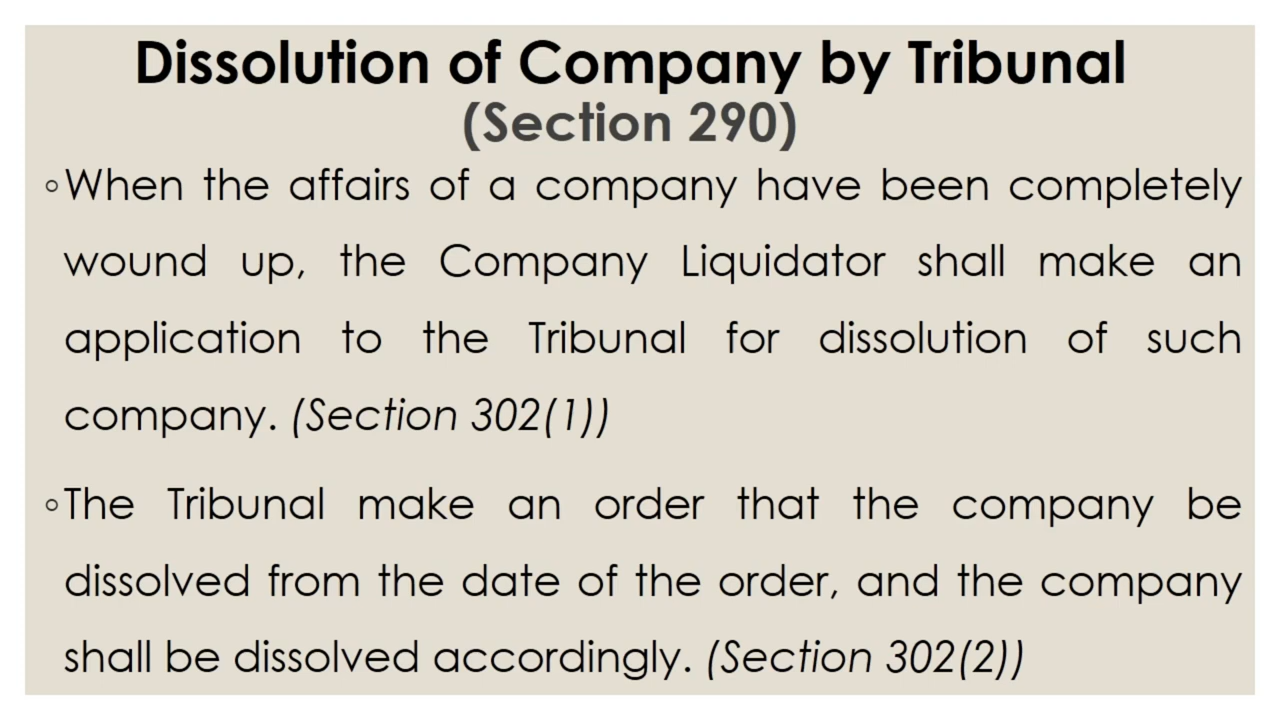 Dissolution of Company by Tribunal
(Section 290)
◦When the affairs of a company have been completely
wound up, the Company Liquidator shall make an
application to the Tribunal for dissolution of such
company. (Section 302(1))
◦The Tribunal make an order that the company be
dissolved from the date of the order, and the company
shall be dissolved accordingly. (Section 302(2))